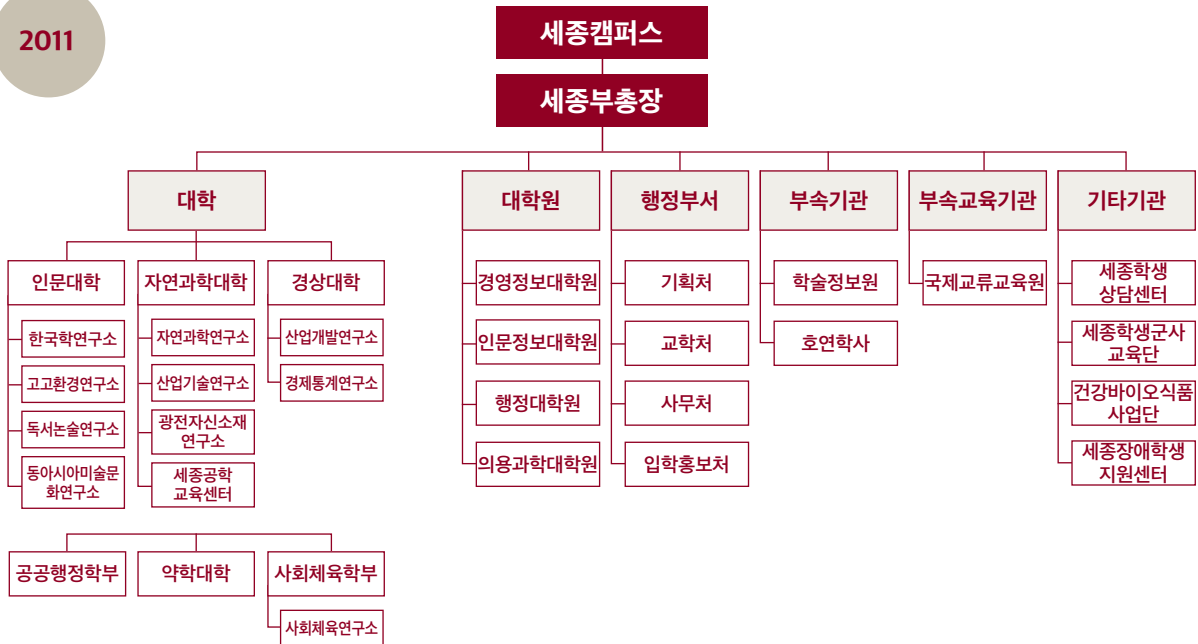 2011
세종캠퍼스
세종부총장
대학
대학원
행정부서
부속기관
부속교육기관
기타기관
인문대학
한국학연구소
고고환경연구소
독서논술연구소
동아시아미술문
화연구소
자연과학대학
자연과학연구소
산업기술연구소
광전자신소재
연구소
세종공학
교육센터
경상대학
산업개발연구소
경제통계연구소
공공행정학부
약학대학
사회체육학부
사회체육연구소
경영정보대학원
인문정보대학원
행정대학원
의용과학대학원
기획처
교학처
사무처
입학홍보처
학술정보원
호연학사
국제교류교육원
세종학생
상담센터
세종학생군사
교육단
건강바이오식품
사업단
세종장애학생
지원센터